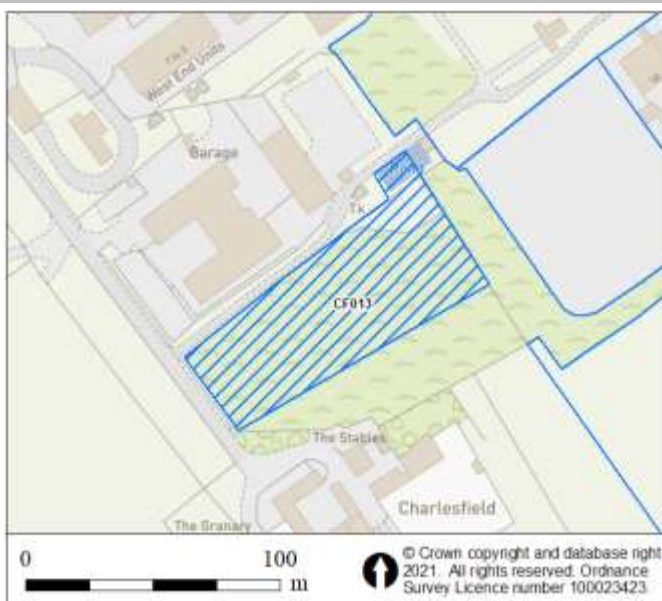 West End Units
Garage
Tk
CF013
The Stables
Charlesfield
The Granary
0 100
m
© Crown copyright and database right
2021. All rights reserved. Ordnance
Survey Licence number 100023423.